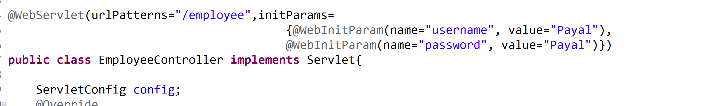 @WebServlet(urlPatterns="/employee",initParams=
{@WebInitParam(name="username", value="Payal"),
@WebInitParam(name="password", value="Payal")})
public class EmployeeController implements Servlet{
ServletConfig config;
@Override